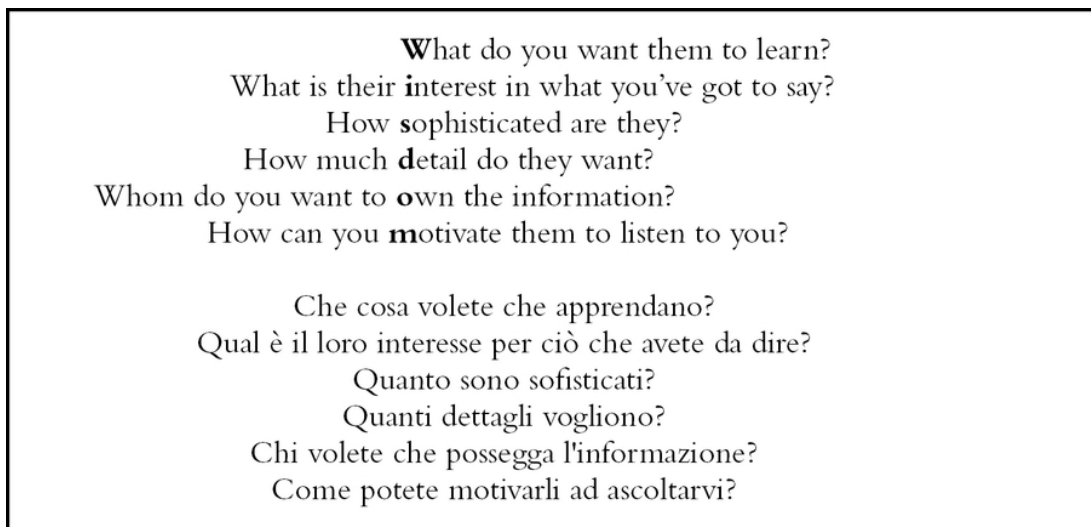 What do you want them to learn?
What is their interest in what you’ve got to say?
How sophisticated are they?
How much detail do they want?
Whom do you want to own the information?
How can you motivate them to listen to you?
Che cosa volete che apprendano?
Qual è il loro interesse per ciò che avete da dire?
Quanto sono sofisticati?
Quanti dettagli vogliono?
Chi volete che possegga l'informazione?
Come potete motivarli ad ascoltarvi?